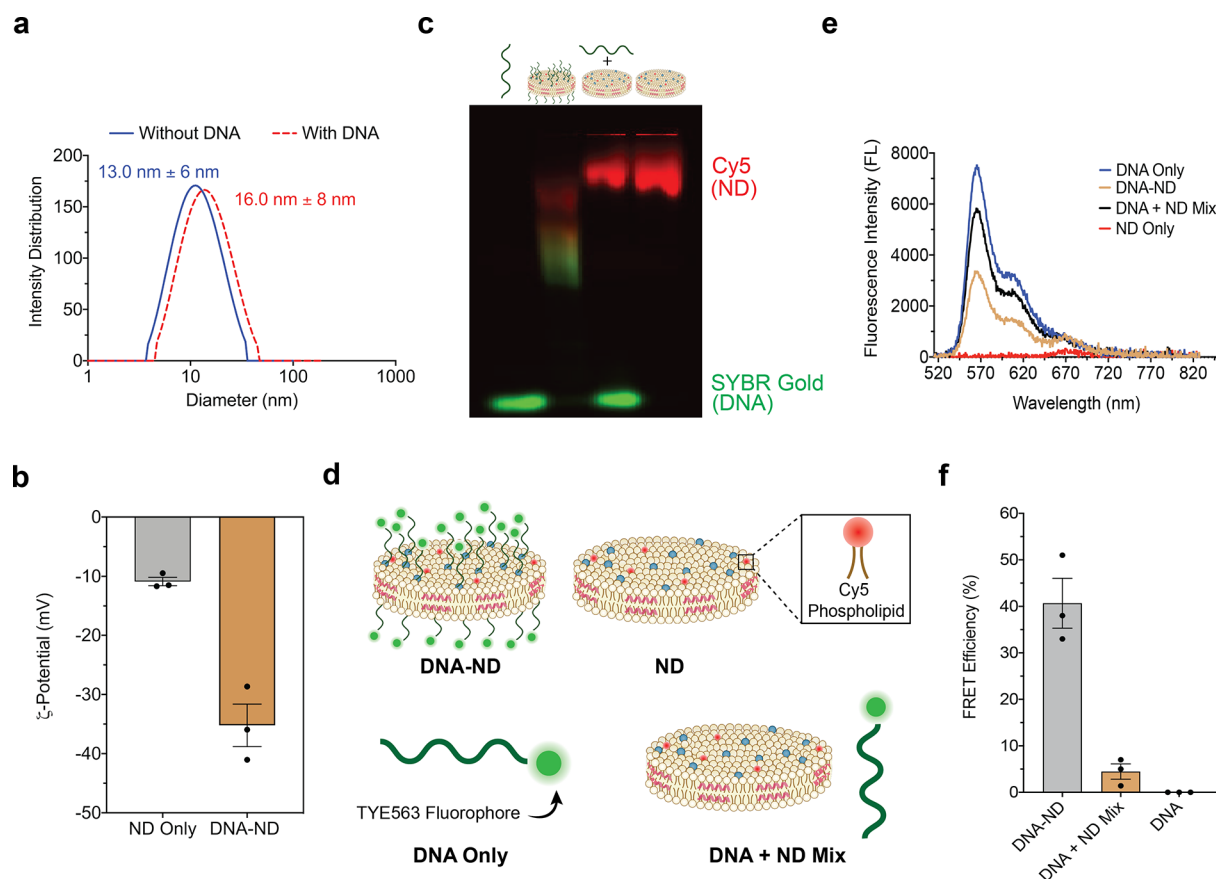 a
Without DNA
With DNA
200
150
100
50
0
1
10
100
1000
13.0 nm ± 6 nm
16.0 nm ± 8 nm
Intensity Distribution
Diameter (nm)
b
0
-10
-20
-30
-40
-50
ζ-Potential (mV)
ND Only
DNA-ND
c
+
Cy5
(ND)
SYBR Gold
(DNA)
d
DNA-ND
ND
Cy5
Phospholipid
TYE563 Fluorophore
DNA Only
DNA + ND Mix
e
8000
6000
4000
2000
0
Fluorescence Intensity (FL)
DNA Only
DNA-ND
DNA + ND Mix
ND Only
520
570
620
670
720
770
820
Wavelength (nm)
f
60
50
40
30
20
10
0
FRET Efficiency (%)
DNA-ND
DNA + ND Mix
DNA